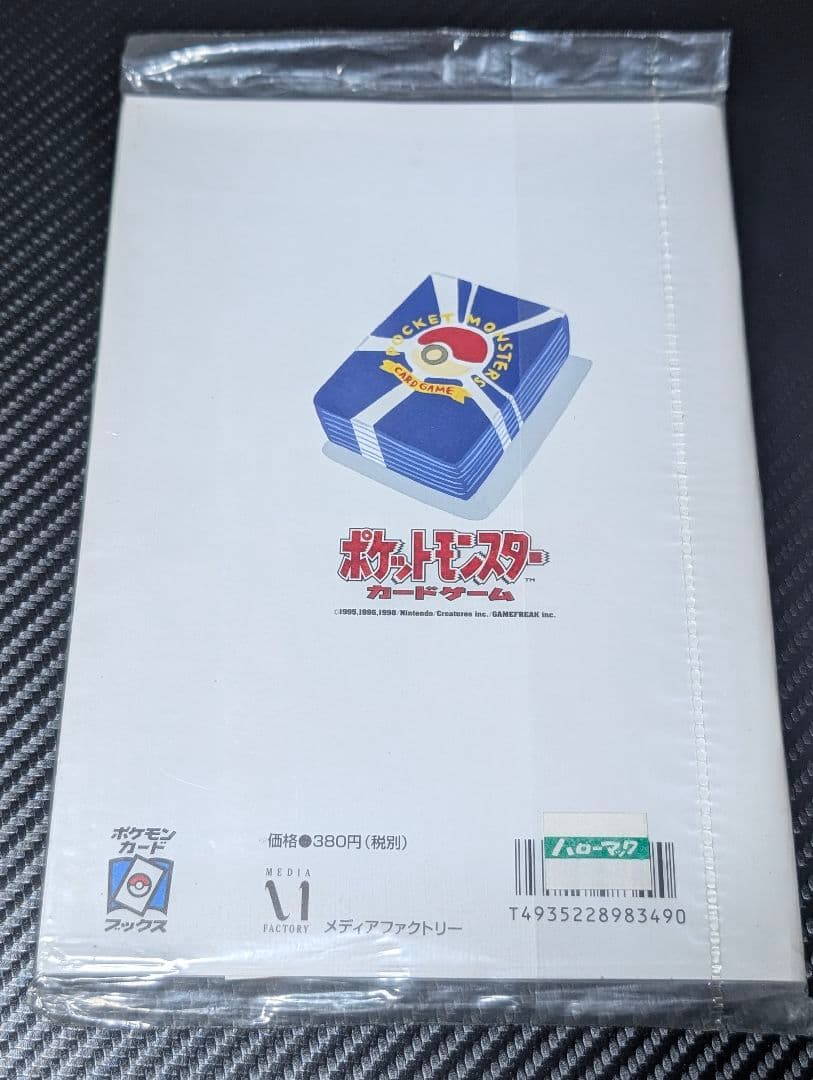 POCKET MONSTERS
CARD GAME
ポケットモンスター
TM
カードゲーム
©1995,1996,1998/Nintendo/Creatures inc./GAMEFREAK inc.
ポケモン
カード
ブックス
価格●380円(税別)
MEDIA
FACTORY
メディアファクトリー
ハローマック
T4935228983490